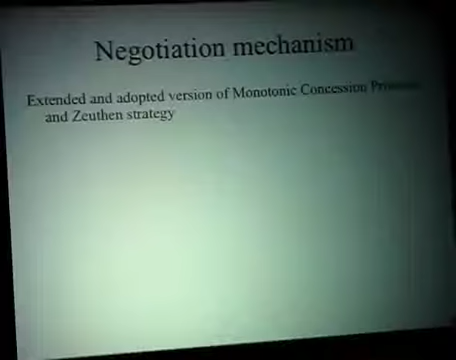 Negotiation mechanism
Extended and adopted version of Monotonic Concession
and Zeuthen strategy